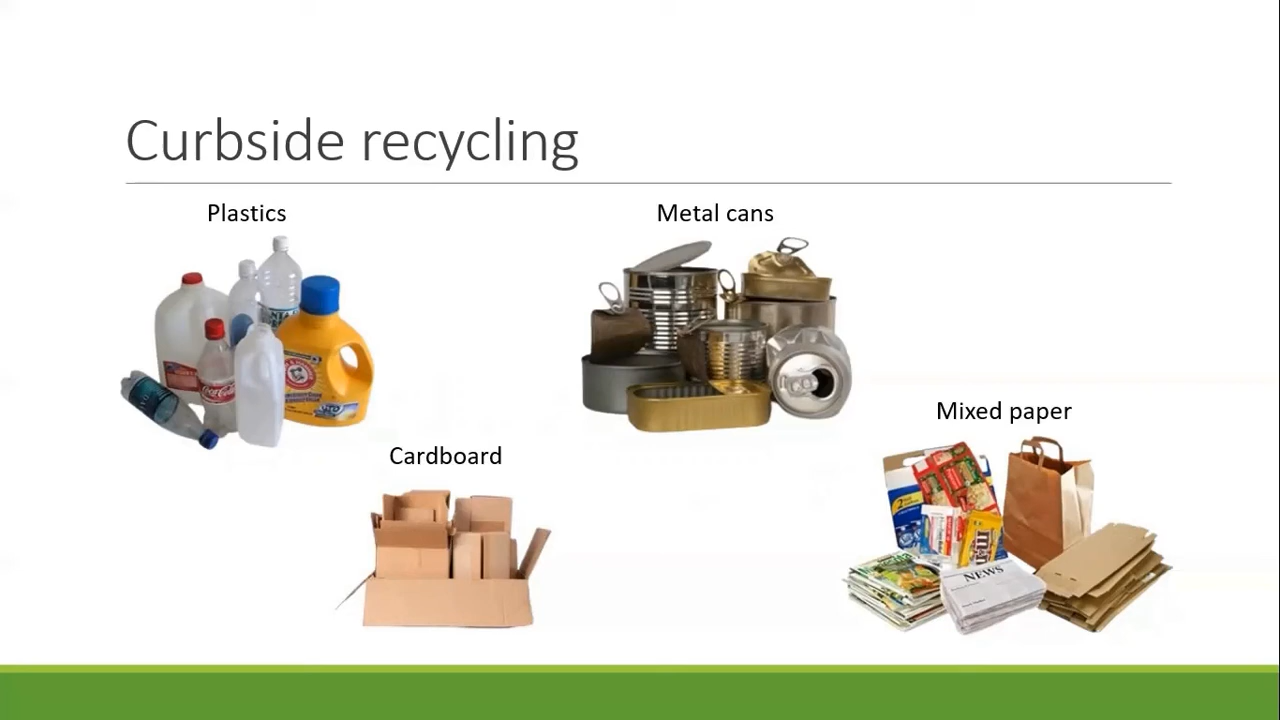 Curbside recycling
Plastics
Metal cans
Mixed paper
Cardboard
NEWS